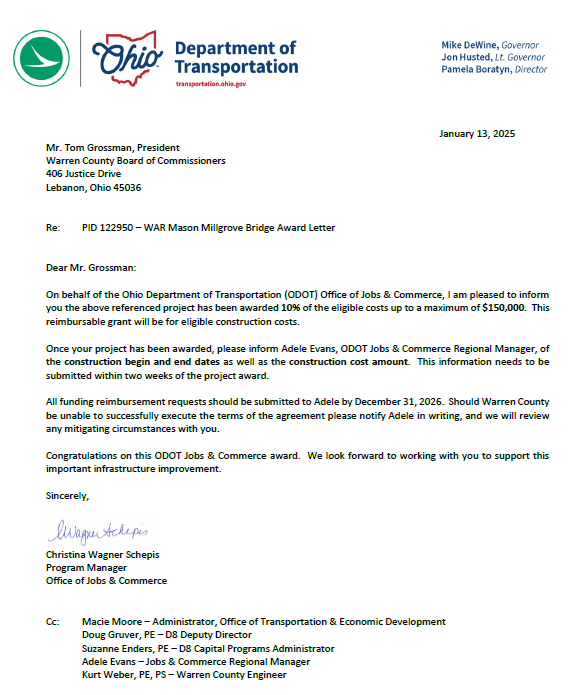 Ohio
Department of
Transportation
transportation.ohio.gov
Mike DeWine, Governor
Jon Husted, Lt. Governor
Pamela Boratyn, Director
January 13, 2025
Mr. Tom Grossman, President
Warren County Board of Commissioners
406 Justice Drive
Lebanon, Ohio 45036
Re: PID 122950 – WAR Mason Millgrove Bridge Award Letter
Dear Mr. Grossman:
On behalf of the Ohio Department of Transportation (ODOT) Office of Jobs & Commerce, I am pleased to inform
you the above referenced project has been awarded 10% of the eligible costs up to a maximum of $150,000. This
reimbursable grant will be for eligible construction costs.
Once your project has been awarded, please inform Adele Evans, ODOT Jobs & Commerce Regional Manager, of
the construction begin and end dates as well as the construction cost amount. This information needs to be
submitted within two weeks of the project award.
All funding reimbursement requests should be submitted to Adele by December 31, 2026. Should Warren County
be unable to successfully execute the terms of the agreement please notify Adele in writing, and we will review
any mitigating circumstances with you.
Congratulations on this ODOT Jobs & Commerce award. We look forward to working with you to support this
important infrastructure improvement.
Sincerely,
CWagner Schepis
Christina Wagner Schepis
Program Manager
Office of Jobs & Commerce
Cc: Macie Moore – Administrator, Office of Transportation & Economic Development
Doug Gruver, PE – D8 Deputy Director
Suzanne Enders, PE – D8 Capital Programs Administrator
Adele Evans – Jobs & Commerce Regional Manager
Kurt Weber, PE, PS – Warren County Engineer